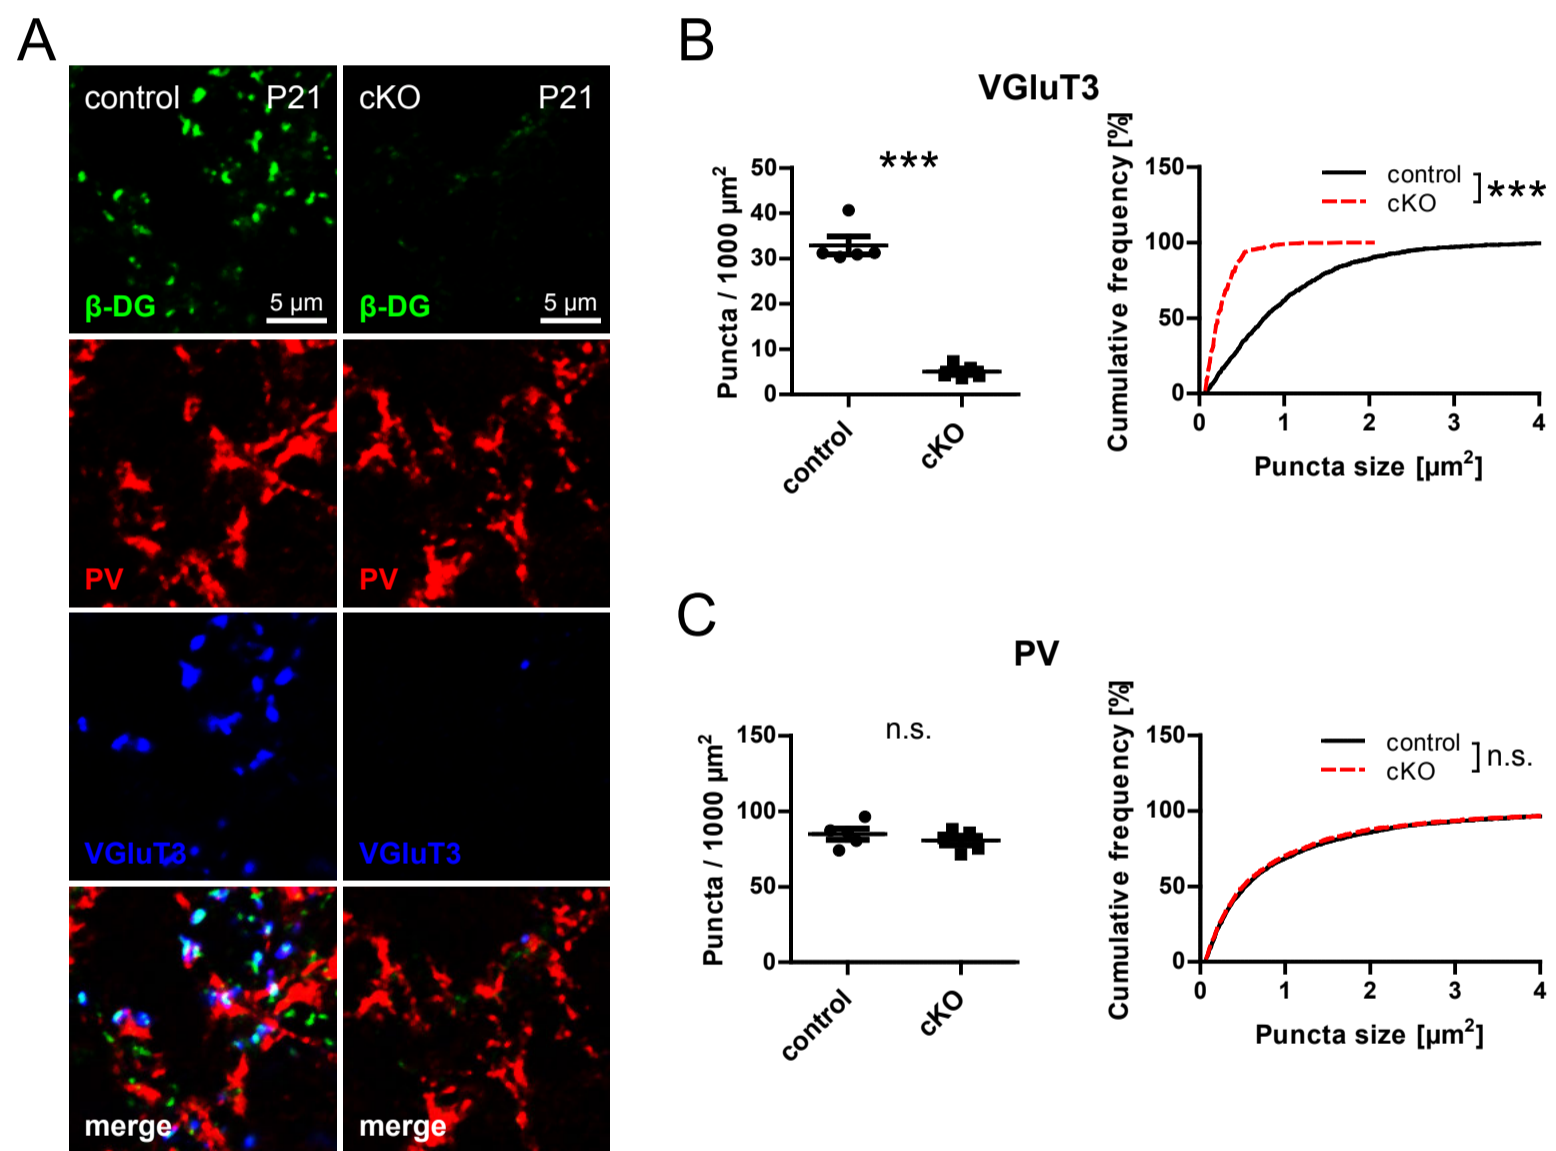 A
control P21
β-DG
5 µm
cKO P21
β-DG
5 µm
PV
PV
VGluT3
VGluT3
merge
merge
B
VGluT3
Puncta / 1000 µm²
50
40
30
20
10
0
***
control
cKO
Cumulative frequency [%]
150
100
50
0
control
cKO
***
0 1 2 3 4
Puncta size [µm²]
C
PV
Puncta / 1000 µm²
150
100
50
0
n.s.
control
cKO
Cumulative frequency [%]
150
100
50
0
control
cKO
n.s.
0 1 2 3 4
Puncta size [µm²]